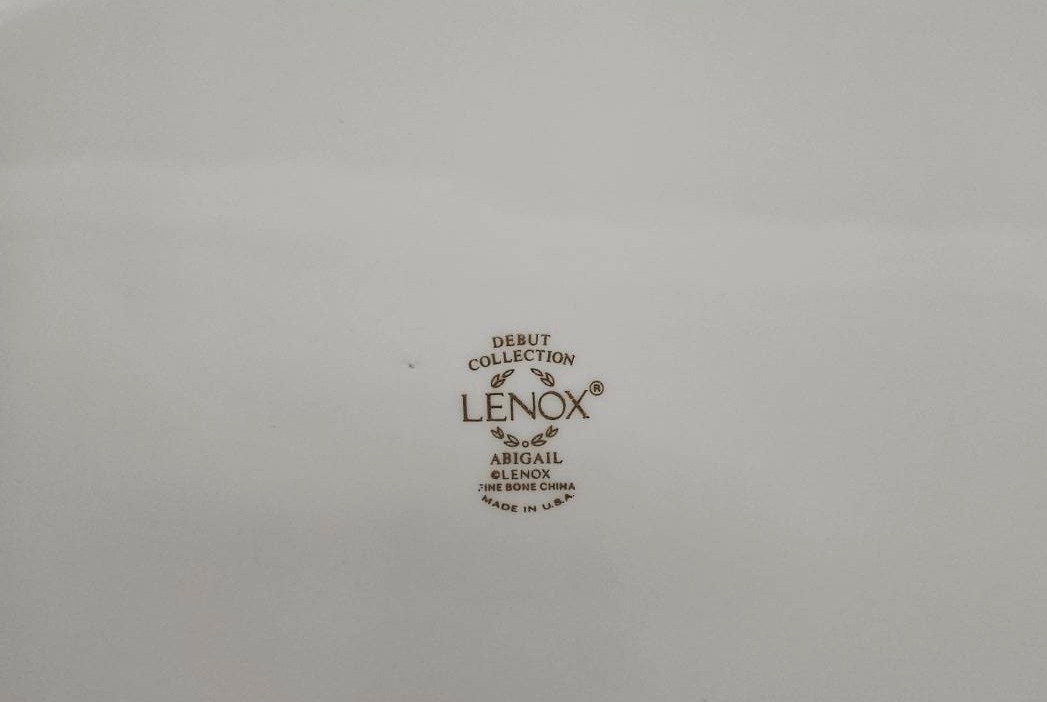 DEBUT
COLLECTION
LENOX®
ABIGAIL
©LENOX
FINE BONE CHINA
MADE IN U.S.A.